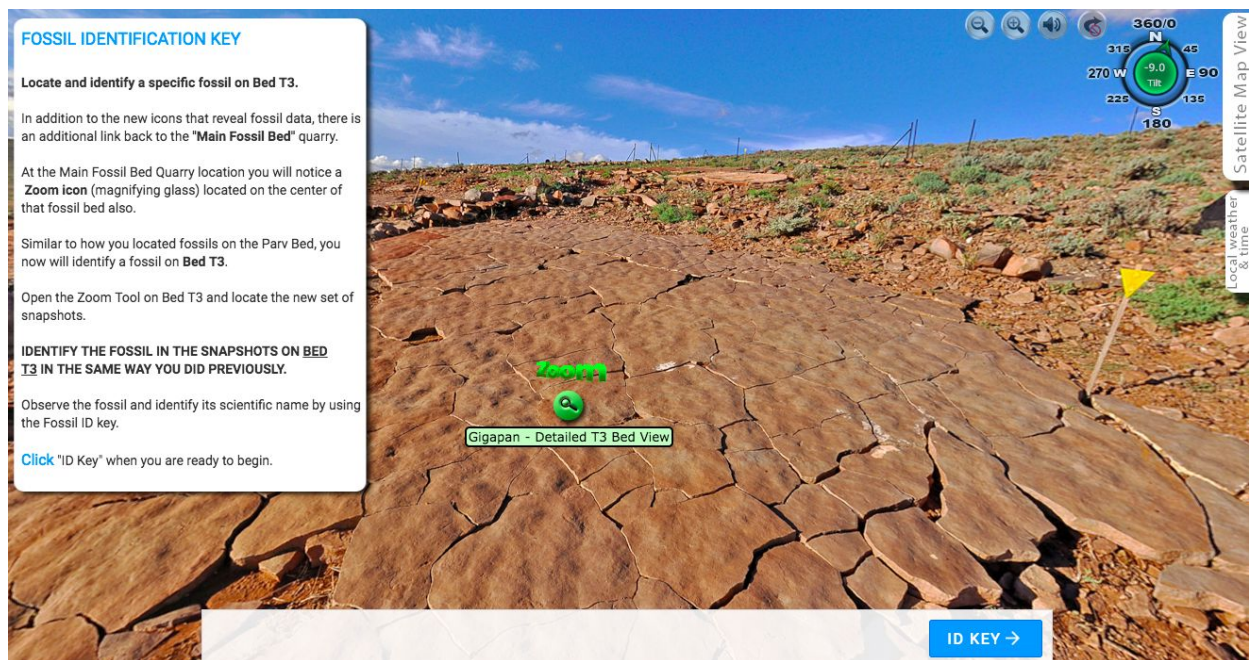 FOSSIL IDENTIFICATION KEY
Locate and identify a specific fossil on Bed T3.
In addition to the new icons that reveal fossil data, there is
an additional link back to the "Main Fossil Bed" quarry.
At the Main Fossil Bed Quarry location you will notice a
Zoom icon (magnifying glass) located on the center of
that fossil bed also.
Similar to how you located fossils on the Parv Bed, you
now will identify a fossil on Bed T3.
Open the Zoom Tool on Bed T3 and locate the new set of
snapshots.
IDENTIFY THE FOSSIL IN THE SNAPSHOTS ON BED
T3 IN THE SAME WAY YOU DID PREVIOUSLY.
Observe the fossil and identify its scientific name by using
the Fossil ID key.
Click "ID Key" when you are ready to begin.
Zoom
Gigapan - Detailed T3 Bed View
360/0
N
315
45
270 W
-9.0
E 90
Tilt
225
135
S
180
Satellite Map View
Local weather
& time
ID KEY →